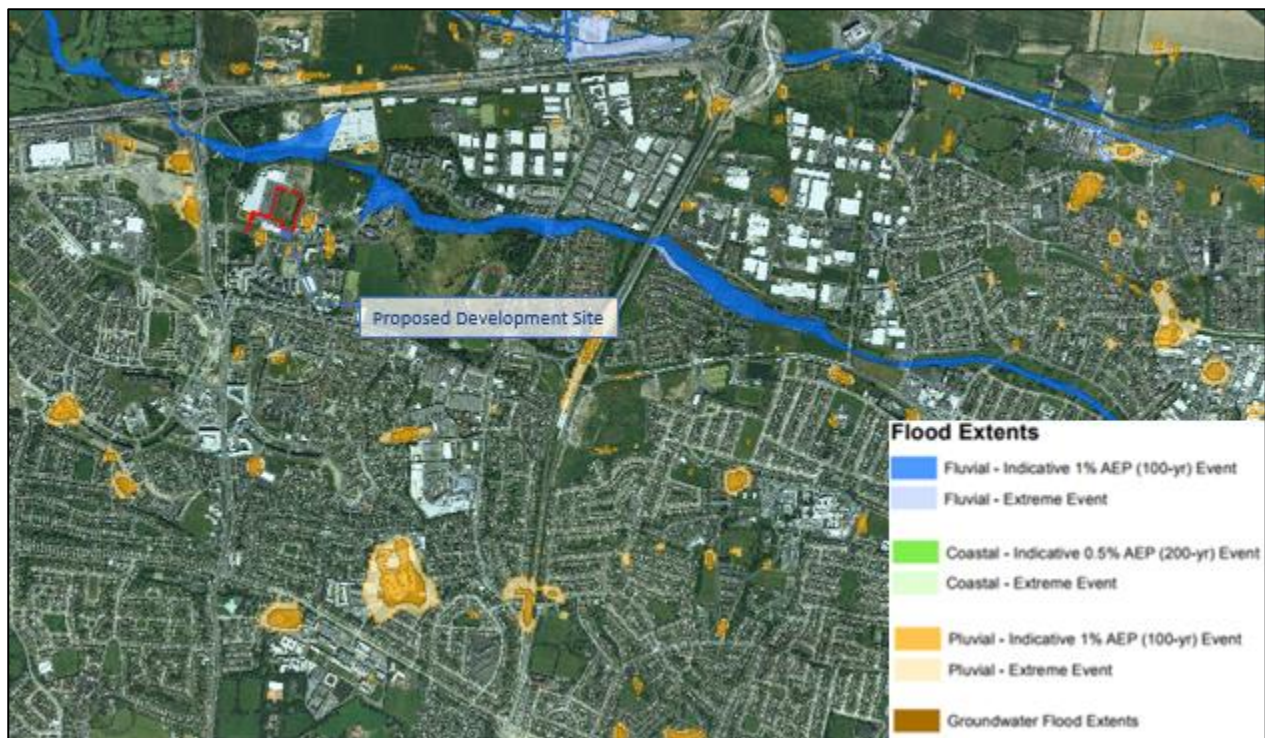 Proposed Development Site
Flood Extents
Fluvial - Indicative 1% AEP (100-yr) Event
Fluvial - Extreme Event
Coastal - Indicative 0.5% AEP (200-yr) Event
Coastal - Extreme Event
Pluvial - Indicative 1% AEP (100-yr) Event
Pluvial - Extreme Event
Groundwater Flood Extents